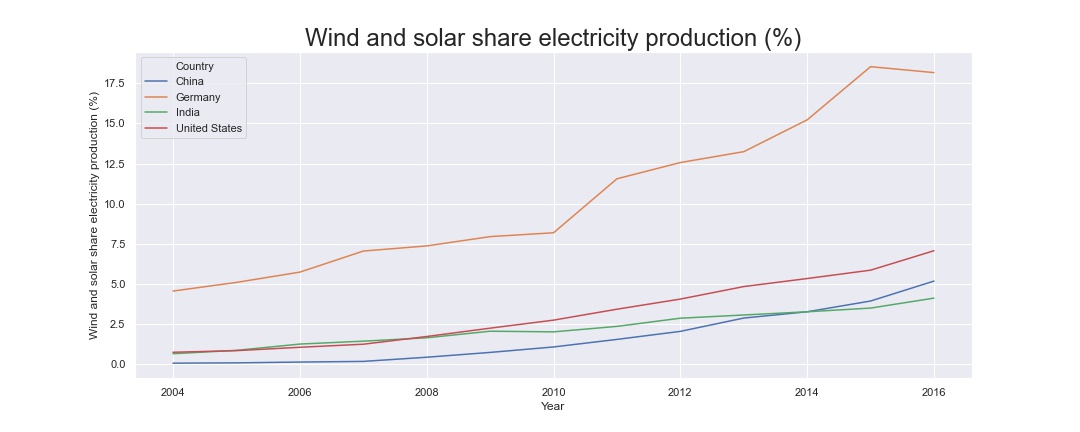 Wind and solar share electricity production (%)
Country
China
Germany
India
United States
Wind and solar share electricity production (%)
17.5
15.0
12.5
10.0
7.5
5.0
2.5
0.0
2004 2006 2008 2010 2012 2014 2016
Year